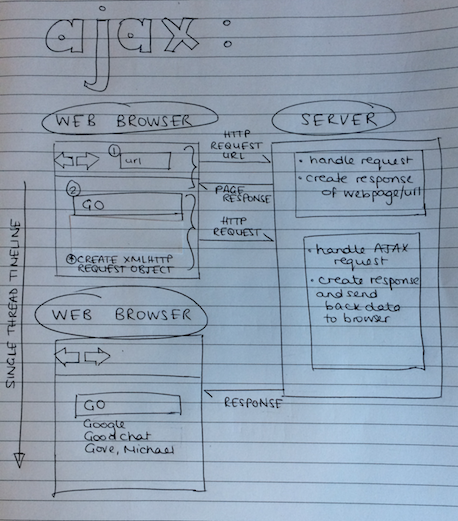 ajax :
WEB BROWSER
SERVER
HTTP
REQUEST
URL
① url
PAGE
RESPONSE
② GO
HTTP
REQUEST
④ CREATE XMLHTTP
REQUEST OBJECT
• handle request
• create response
of webpage/url
• handle AJAX
request
• create response
and send
back data
to browser
SINGLE THREAD TIMELINE
WEB BROWSER
RESPONSE
GO
Google
Goodchat
Gove, Michael